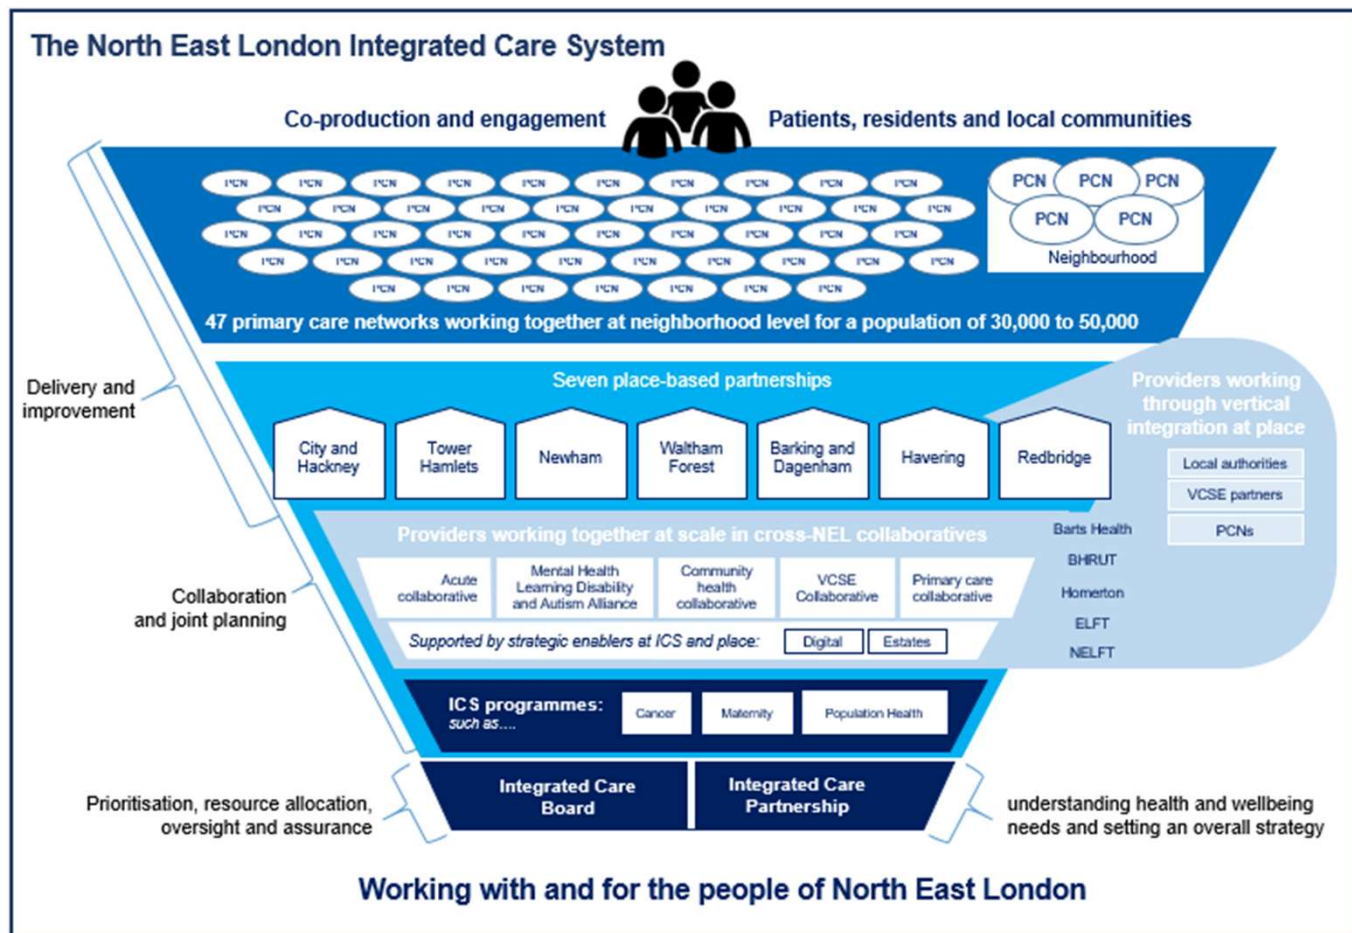 The North East London Integrated Care System
Co-production and engagement
Patients, residents and local communities
PCN PCN PCN PCN PCN PCN PCN PCN PCN PCN
PCN PCN PCN PCN PCN PCN PCN PCN PCN PCN
PCN PCN PCN PCN PCN PCN PCN PCN PCN PCN
PCN PCN PCN PCN PCN PCN PCN PCN PCN PCN
PCN PCN PCN PCN PCN PCN PCN
PCN PCN PCN
PCN PCN
Neighbourhood
47 primary care networks working together at neighborhood level for a population of 30,000 to 50,000
Delivery and
improvement
Seven place-based partnerships
City and
Hackney
Tower
Hamlets
Newham
Waltham
Forest
Barking and
Dagenham
Havering
Redbridge
Providers working
through vertical
integration at place
Local authorities
VCSE partners
PCNs
Barts Health
BHRUT
Homerton
ELFT
NELFT
Collaboration
and joint planning
Providers working together at scale in cross-NEL collaboratives
Acute
collaborative
Mental Health
Learning Disability
and Autism Alliance
Community
health
collaborative
VCSE
Collaborative
Primary care
collaborative
Supported by strategic enablers at ICS and place:
Digital
Estates
ICS programmes:
such as....
Cancer
Maternity
Population Health
Prioritisation, resource allocation,
oversight and assurance
Integrated Care
Board
Integrated Care
Partnership
understanding health and wellbeing
needs and setting an overall strategy
Working with and for the people of North East London